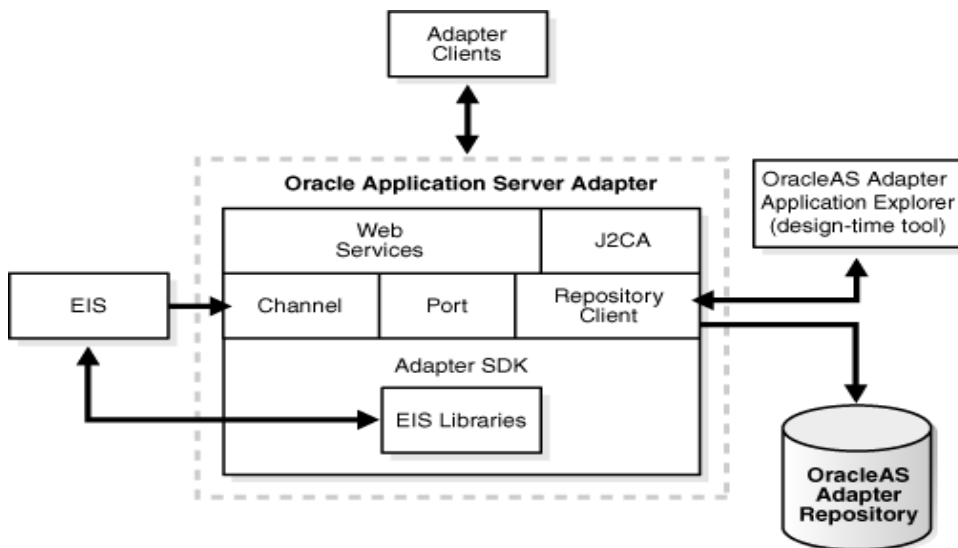 Adapter
Clients
Oracle Application Server Adapter
OracleAS Adapter
Application Explorer
(design-time tool)
Web
Services
J2CA
EIS
Channel
Port
Repository
Client
Adapter SDK
EIS Libraries
OracleAS
Adapter
Repository